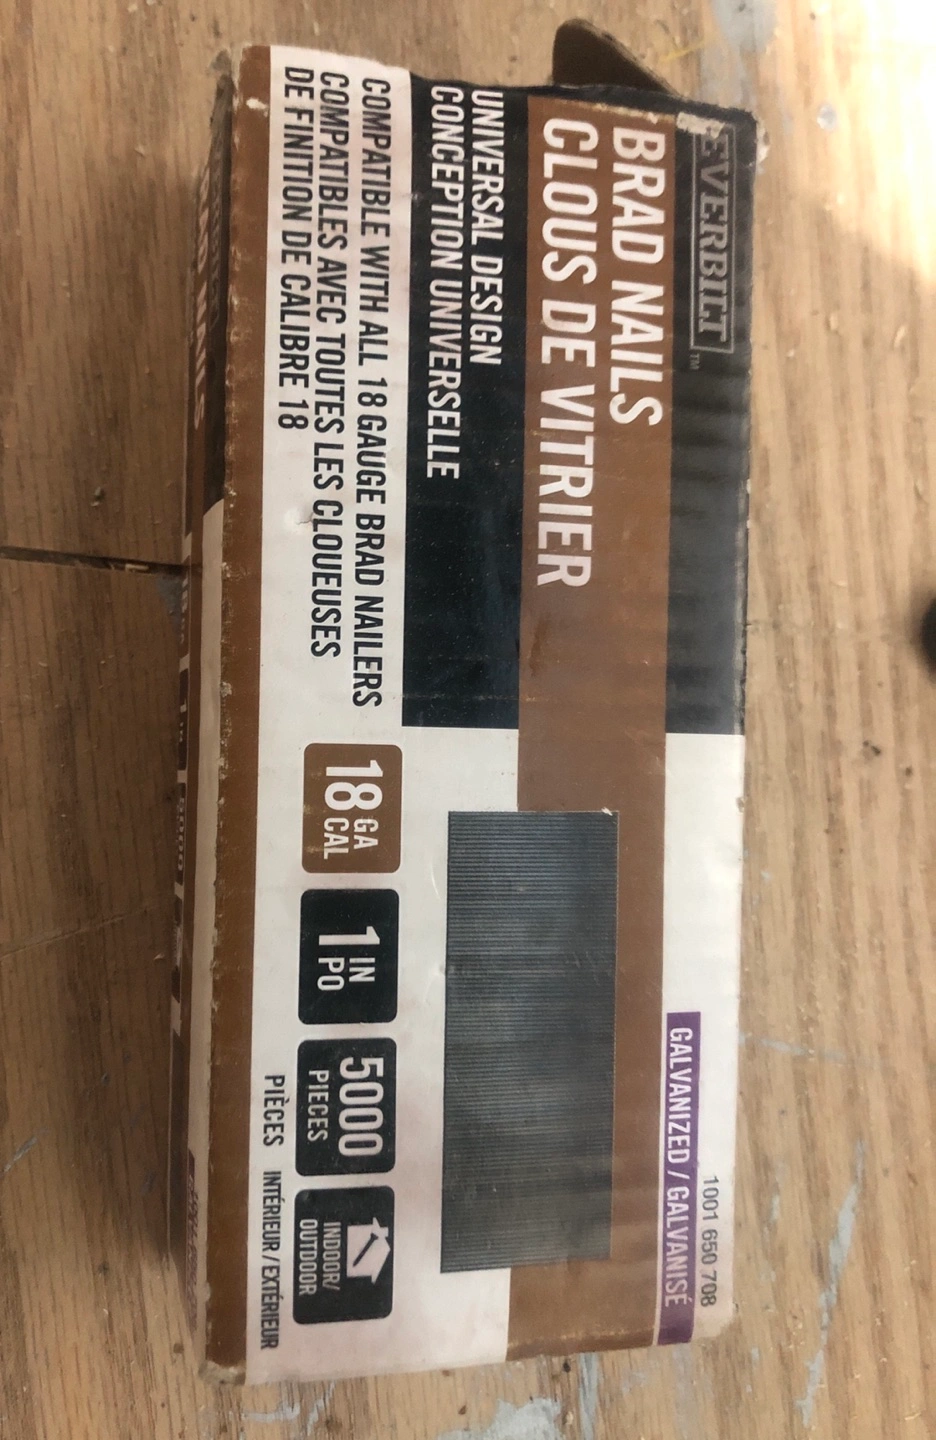 EVERBILT™
BRAD NAILS
CLOUS DE VITRIER
UNIVERSAL DESIGN
CONCEPTION UNIVERSELLE
COMPATIBLE WITH ALL 18 GAUGE BRAD NAILERS
COMPATIBLES AVEC TOUTES LES CLOUEUSES
DE FINITION DE CALIBRE 18
1001 650 708
GALVANIZED / GALVANISÉ
18 GA
CAL
1 IN
PO
5000
PIECES
PIÈCES
INDOOR/
OUTDOOR
INTÉRIEUR / EXTÉRIEUR